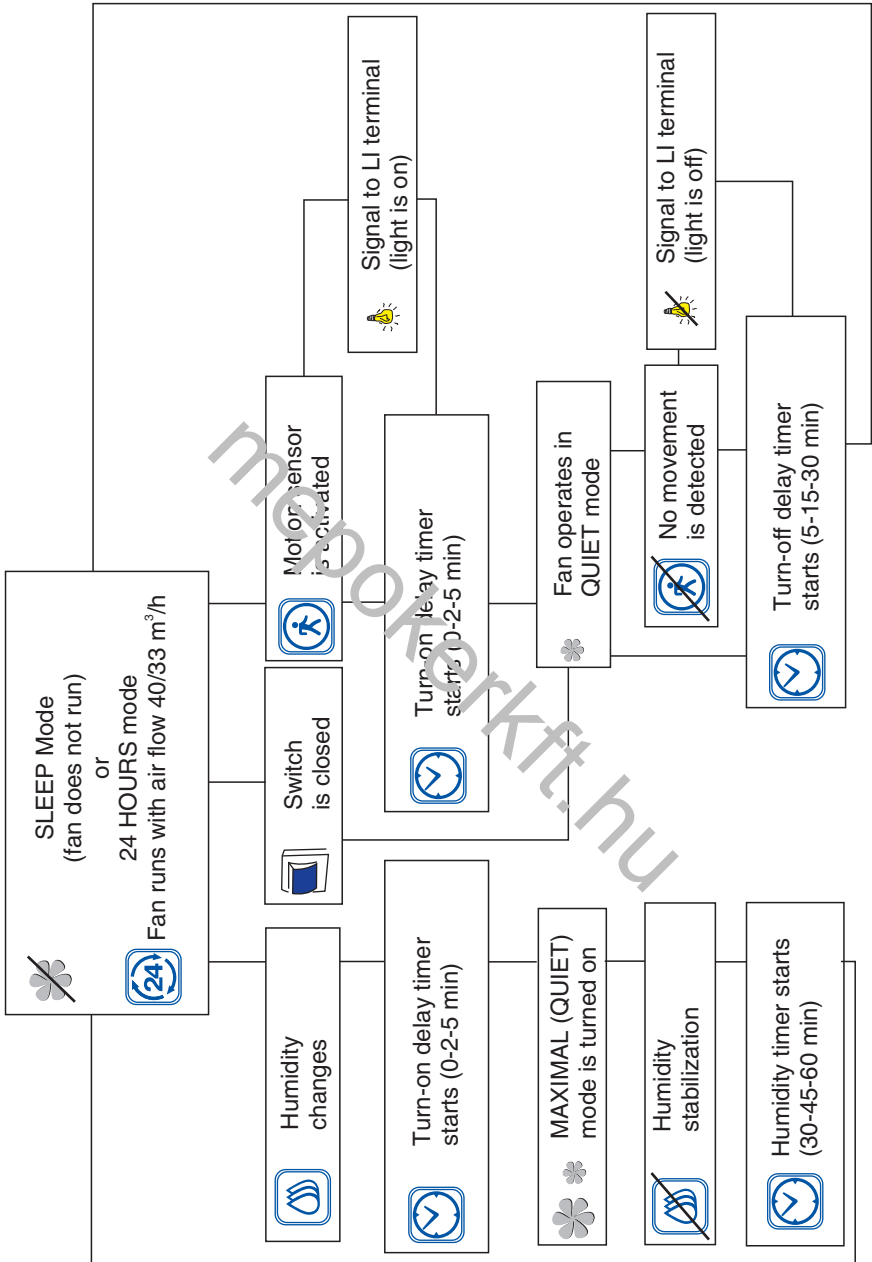 SLEEP Mode
(fan does not run)
or
24 HOURS mode
24
Fan runs with air flow 40/33 m³/h
Humidity
changes
Switch
is closed
Motion sensor
is activated
Signal to LI terminal
(light is on)
Turn-on delay timer
starts (0-2-5 min)
Turn-on delay timer
starts (0-2-5 min)
MAXIMAL (QUIET)
mode is turned on
Fan operates in
QUIET mode
Humidity
stabilization
No movement
is detected
Signal to LI terminal
(light is off)
Humidity timer starts
(30-45-60 min)
Turn-off delay timer
starts (5-15-30 min)
mepokerkft.hu